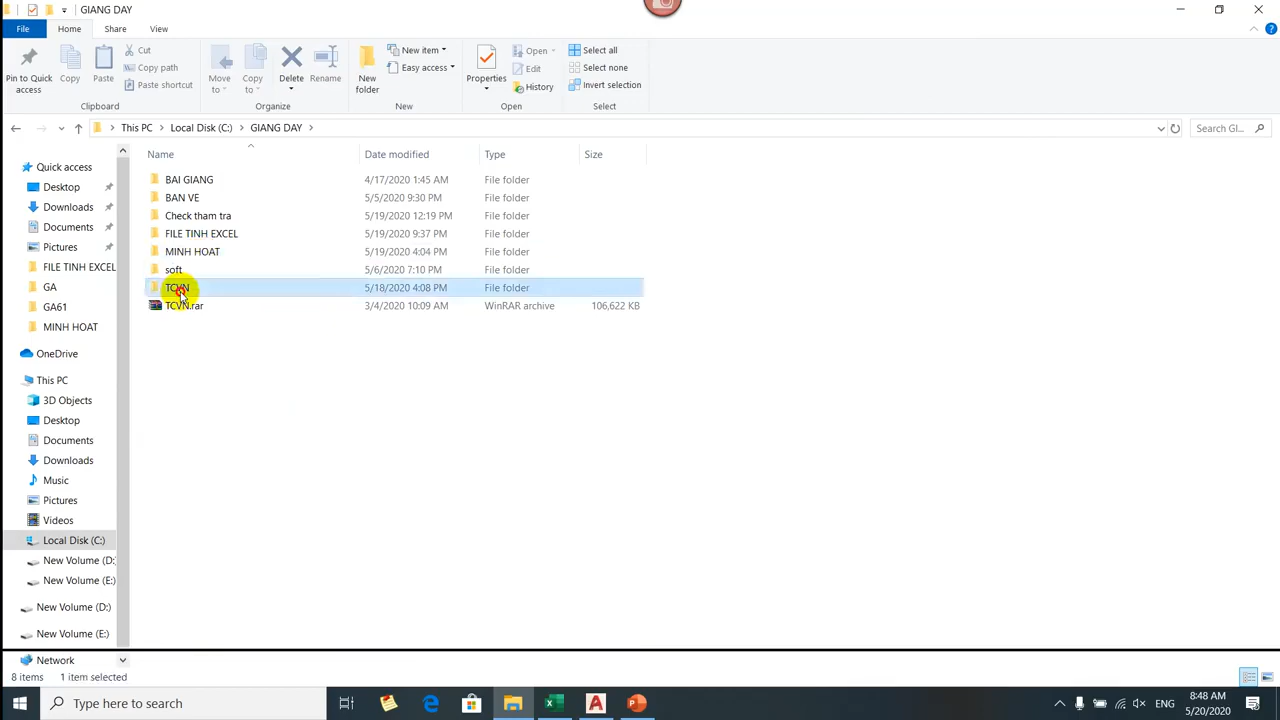 GIANG DAY
File Home Share View
Pin to Quick access
Copy
Paste
Cut
Copy path
Paste shortcut
Clipboard
Move to
Copy to
Delete
Rename
Organize
New folder
New item
Easy access
New
Properties
Open
Edit
History
Open
Select all
Select none
Invert selection
Select
This PC > Local Disk (C:) > GIANG DAY >
Search GI...
Name Date modified Type Size
BAI GIANG 4/17/2020 1:45 AM File folder
BAN VE 5/5/2020 9:30 PM File folder
Check tham tra 5/19/2020 12:19 PM File folder
FILE TINH EXCEL 5/19/2020 9:37 PM File folder
MINH HOAT 5/19/2020 4:04 PM File folder
soft 5/6/2020 7:10 PM File folder
TCVN 5/18/2020 4:08 PM File folder
TCVN.rar 3/4/2020 10:09 AM WinRAR archive 106,622 KB
Quick access
Desktop
Downloads
Documents
Pictures
FILE TINH EXCEL
GA
GA61
MINH HOAT
OneDrive
This PC
3D Objects
Desktop
Documents
Downloads
Music
Pictures
Videos
Local Disk (C:)
New Volume (D:)
New Volume (E:)
New Volume (D:)
New Volume (E:)
Network
8 items 1 item selected
Type here to search
ENG
8:48 AM
5/20/2020